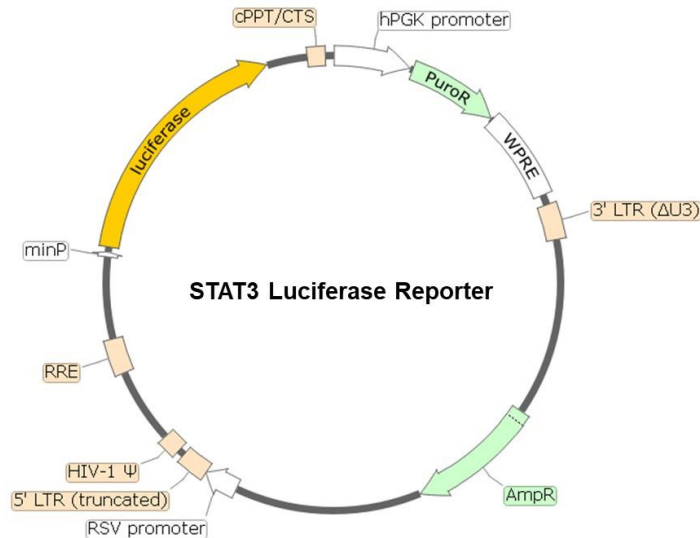 cPPT/CTS
hPGK promoter
PuroR
WPRE
luciferase
3' LTR (ΔU3)
minP
STAT3 Luciferase Reporter
RRE
HIV-1 Ψ
5' LTR (truncated)
RSV promoter
AmpR